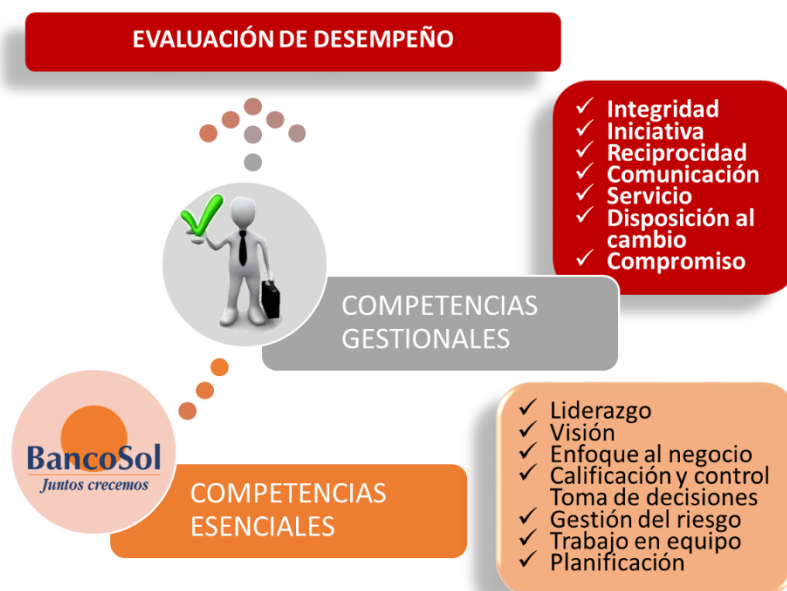 EVALUACIÓN DE DESEMPEÑO
✓ Integridad
✓ Iniciativa
✓ Reciprocidad
✓ Comunicación
✓ Servicio
✓ Disposición al
cambio
✓ Compromiso
COMPETENCIAS
GESTIONALES
BancoSol
Juntos crecemos
COMPETENCIAS
ESENCIALES
✓ Liderazgo
✓ Visión
✓ Enfoque al negocio
✓ Calificación y control
Toma de decisiones
✓ Gestión del riesgo
✓ Trabajo en equipo
✓ Planificación